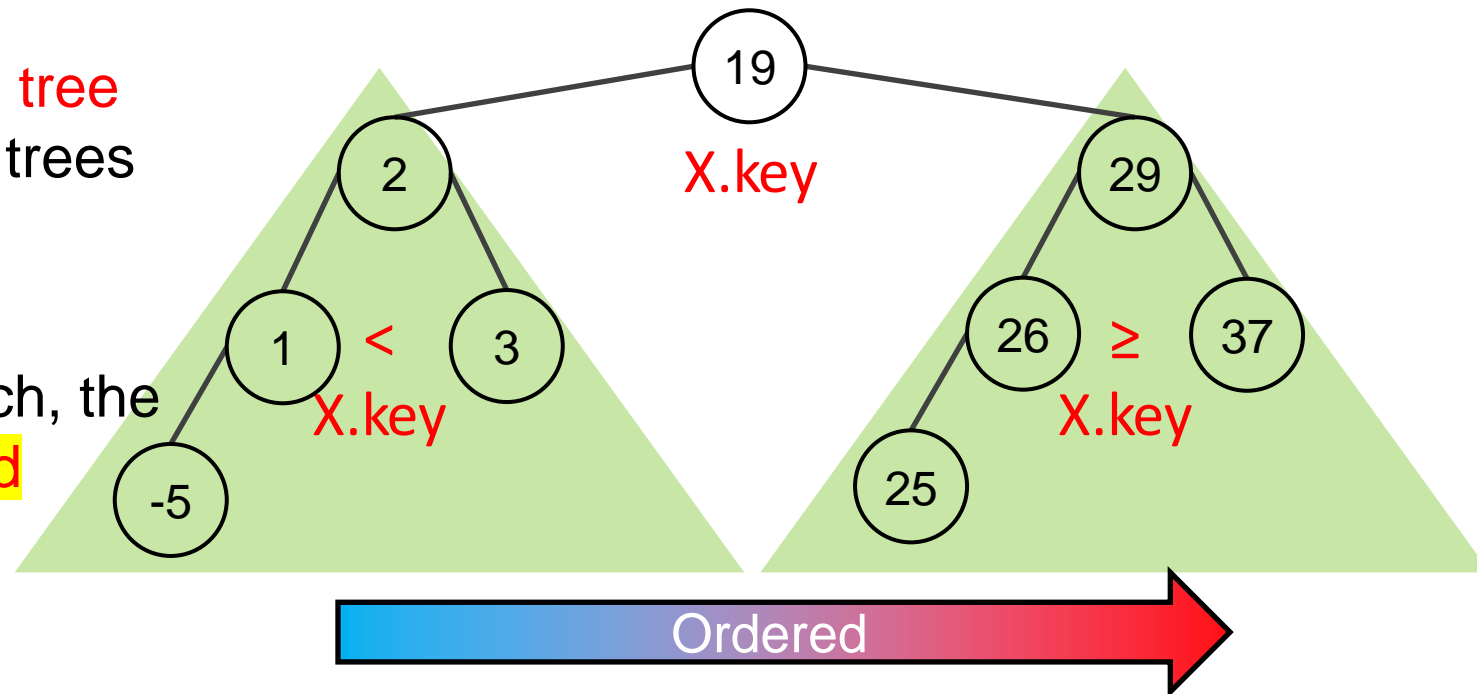 19
tree
trees
X.key
2
29
1 < 3
26 ≥ 37
ch, the
X.key
X.key
d
-5
25
Ordered